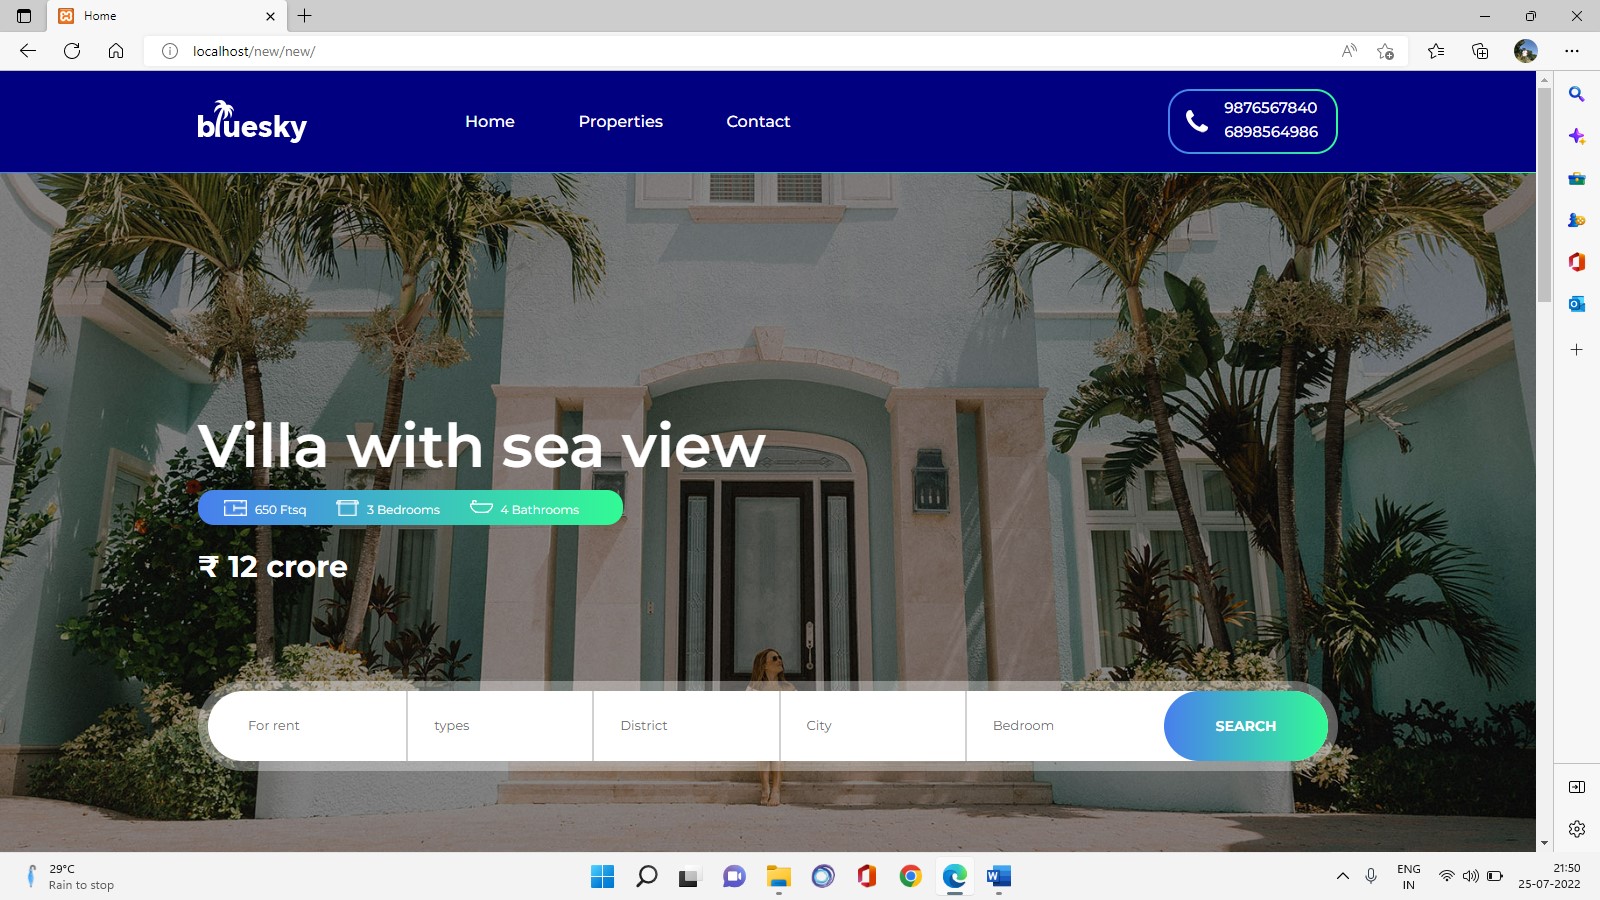 Home
localhost/new/new/
bluesky
Home
Properties
Contact
9876567840
6898564986
Villa with sea view
650 Ftsq
3 Bedrooms
4 Bathrooms
₹ 12 crore
For rent
types
District
City
Bedroom
SEARCH
29°C
Rain to stop
ENG
IN
21:50
25-07-2022